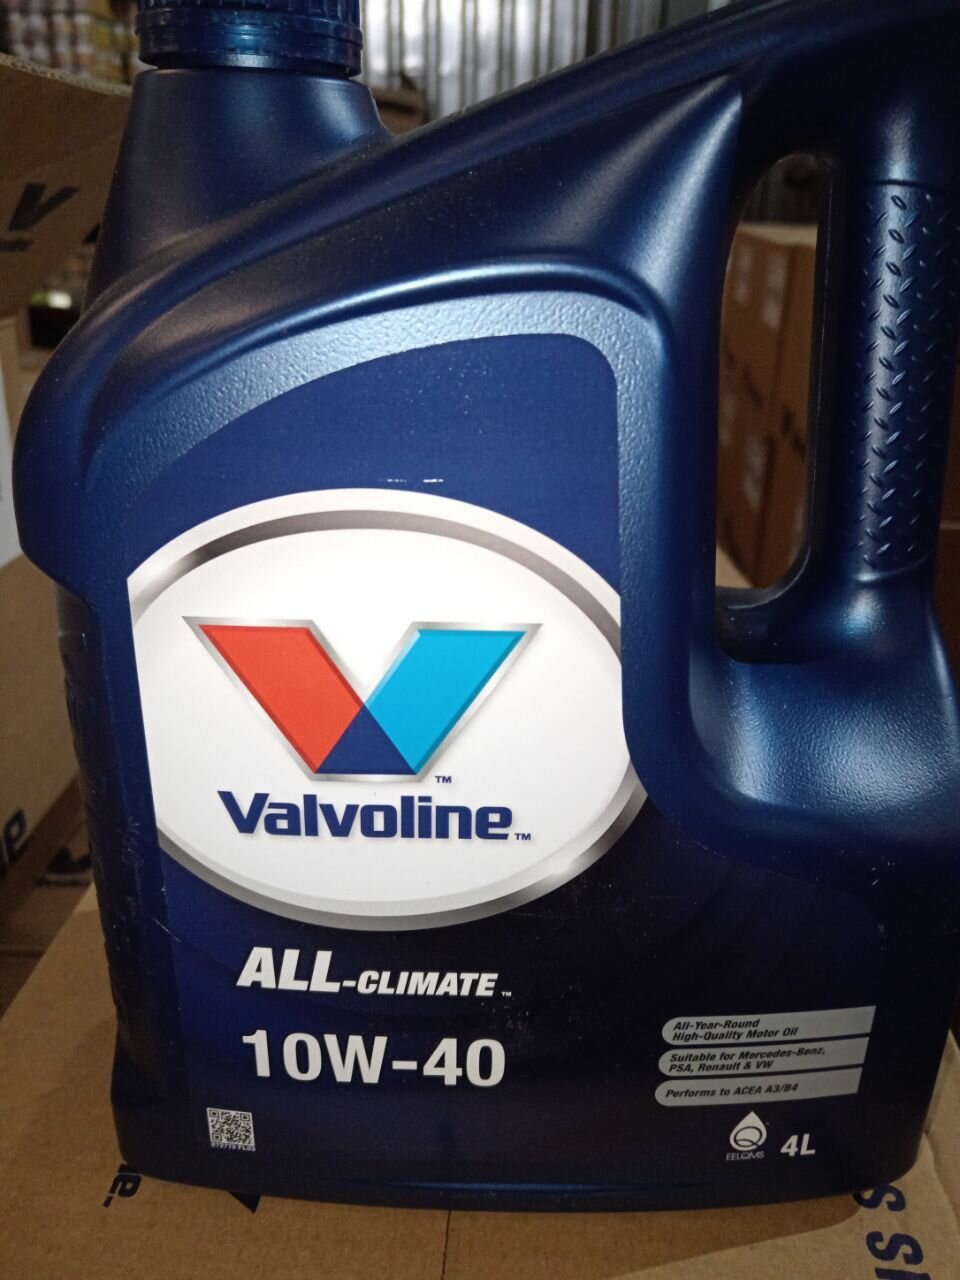 Valvoline™
™
ALL-CLIMATE™
10W-40
All-Year-Round
High-Quality Motor Oil
Suitable for Mercedes-Benz,
PSA, Renault & VW
Performs to ACEA A3/B4
EELQMS
4L